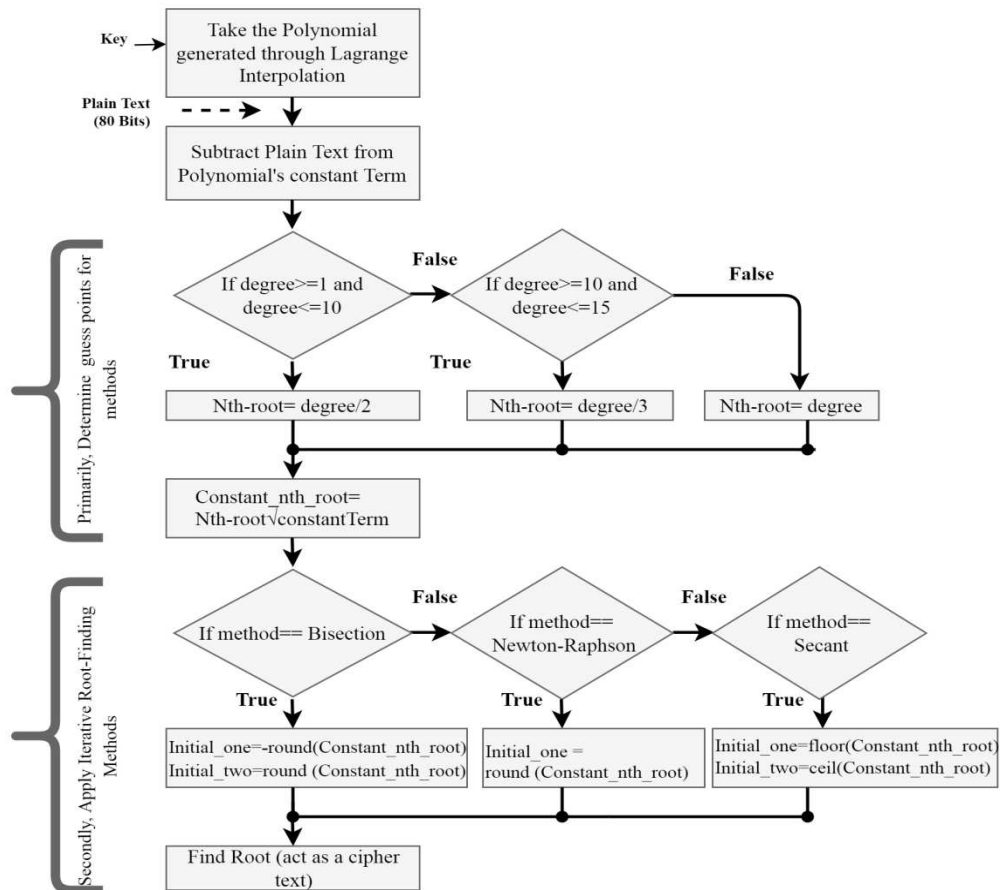 Key
Take the Polynomial
generated through Lagrange
Interpolation
Plain Text
(80 Bits)
Subtract Plain Text from
Polynomial's constant Term
Primarily, Determine guess points for
methods
If degree>=1 and
degree<=10
False
If degree>=10 and
degree<=15
False
True
True
Nth-root= degree/2
Nth-root= degree/3
Nth-root= degree
Constant_nth_root=
Nth-root√constantTerm
Secondly, Apply Iterative Root-Finding
Methods
If method== Bisection
False
If method==
Newton-Raphson
False
If method==
Secant
True
True
True
Initial_one=-round(Constant_nth_root)
Initial_two=round (Constant_nth_root)
Initial_one =
round (Constant_nth_root)
Initial_one=floor(Constant_nth_root)
Initial_two=ceil(Constant_nth_root)
Find Root (act as a cipher
text)